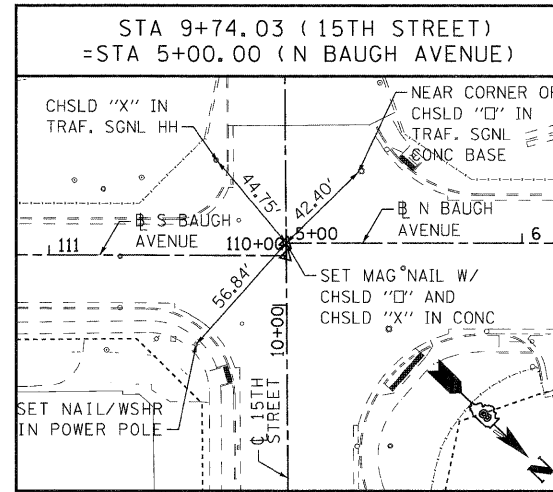 STA 9+74.03 (15TH STREET)
=STA 5+00.00 (N BAUGH AVENUE)
CHSLD "X" IN
TRAF. SGNL HH
NEAR CORNER OF
CHSLD "□" IN
TRAF. SGNL
CONC BASE
44.75'
42.40'
℄ S BAUGH
AVENUE
℄ N BAUGH
AVENUE
111
110+00
5+00
6
56.84'
SET MAG NAIL W/
CHSLD "□" AND
CHSLD "X" IN CONC
10+00
℄ 15TH
STREET
SET NAIL/WSHR
IN POWER POLE
N